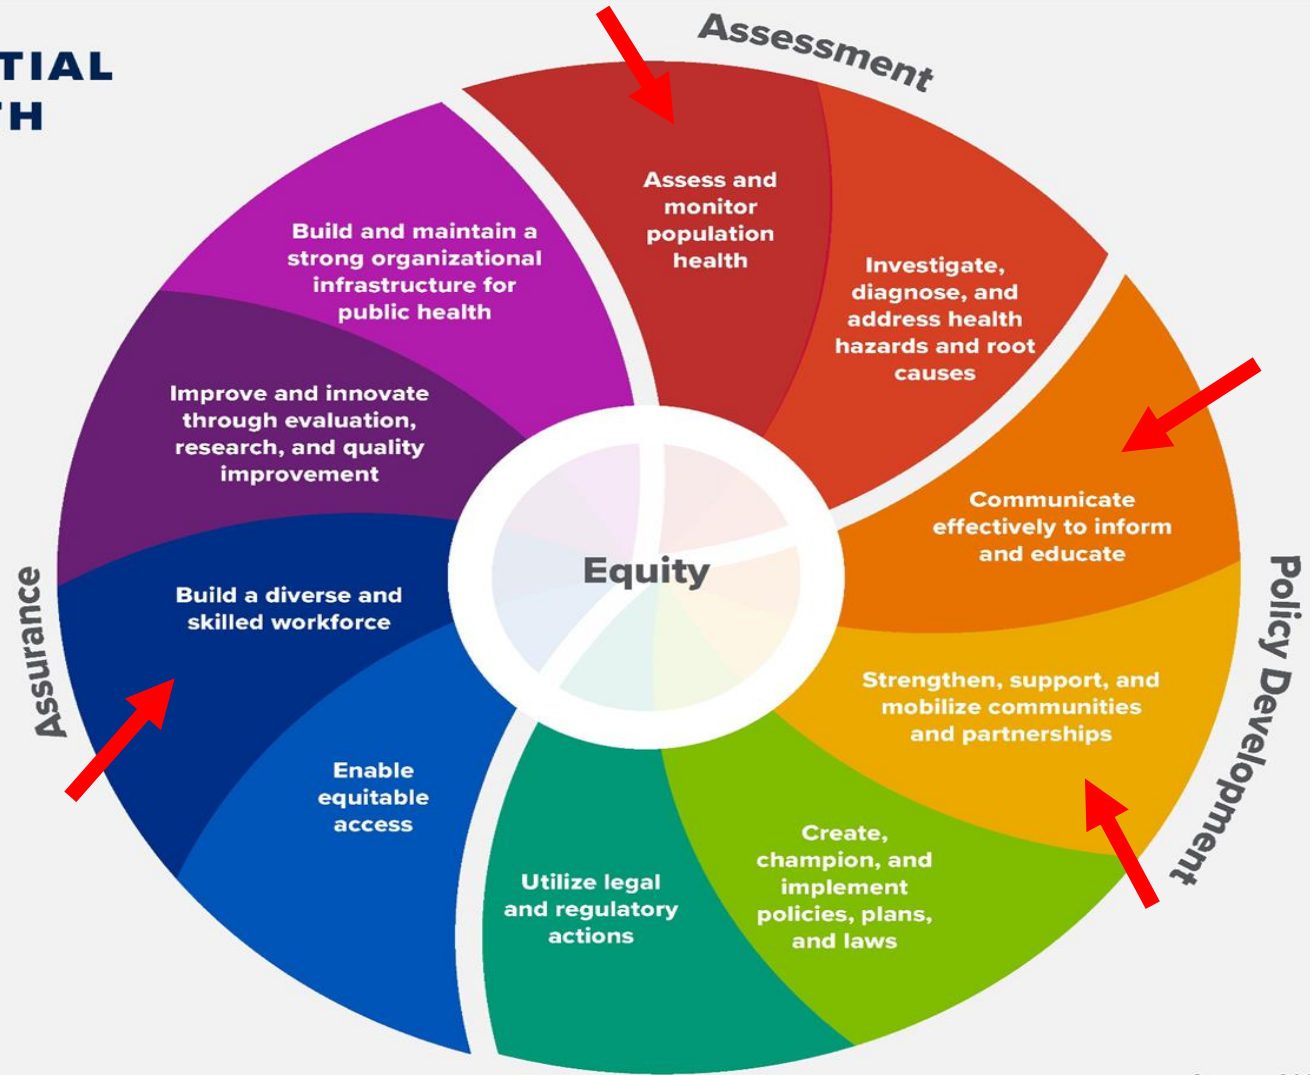 TIAL
TH
Assessment
Assess and
monitor
population
health
Investigate,
diagnose, and
address health
hazards and root
causes
Communicate
effectively to inform
and educate
Policy Development
Strengthen, support, and
mobilize communities
and partnerships
Create,
champion, and
implement
policies, plans,
and laws
Utilize legal
and regulatory
actions
Enable
equitable
access
Assurance
Build a diverse and
skilled workforce
Improve and innovate
through evaluation,
research, and quality
improvement
Build and maintain a
strong organizational
infrastructure for
public health
Equity